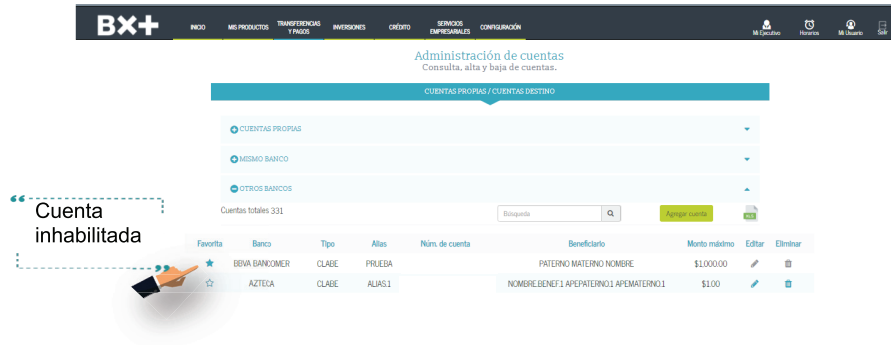 BX+
INICIO MIS PRODUCTOS TRANSFERENCIAS Y PAGOS INVERSIONES CRÉDITO SERVICIOS EMPRESARIALES CONFIGURACIÓN Mi Ejecutivo Horarios Mi Usuario Salir
Administración de cuentas
Consulta, alta y baja de cuentas.
CUENTAS PROPIAS / CUENTAS DESTINO
CUENTAS PROPIAS
MISMO BANCO
OTROS BANCOS
Cuentas totales 331 Búsqueda Agregar cuenta XLS
“ Cuenta
inhabilitada ”
Favorita Banco Tipo Alias Núm. de cuenta Beneficiario Monto máximo Editar Eliminar
BBVA BANCOMER CLABE PRUEBA PATERNO MATERNO NOMBRE $1,000.00
AZTECA CLABE ALIAS.1 NOMBRE.BENEF.1 APEPATERNO.1 APEMATERNO.1 $1.00